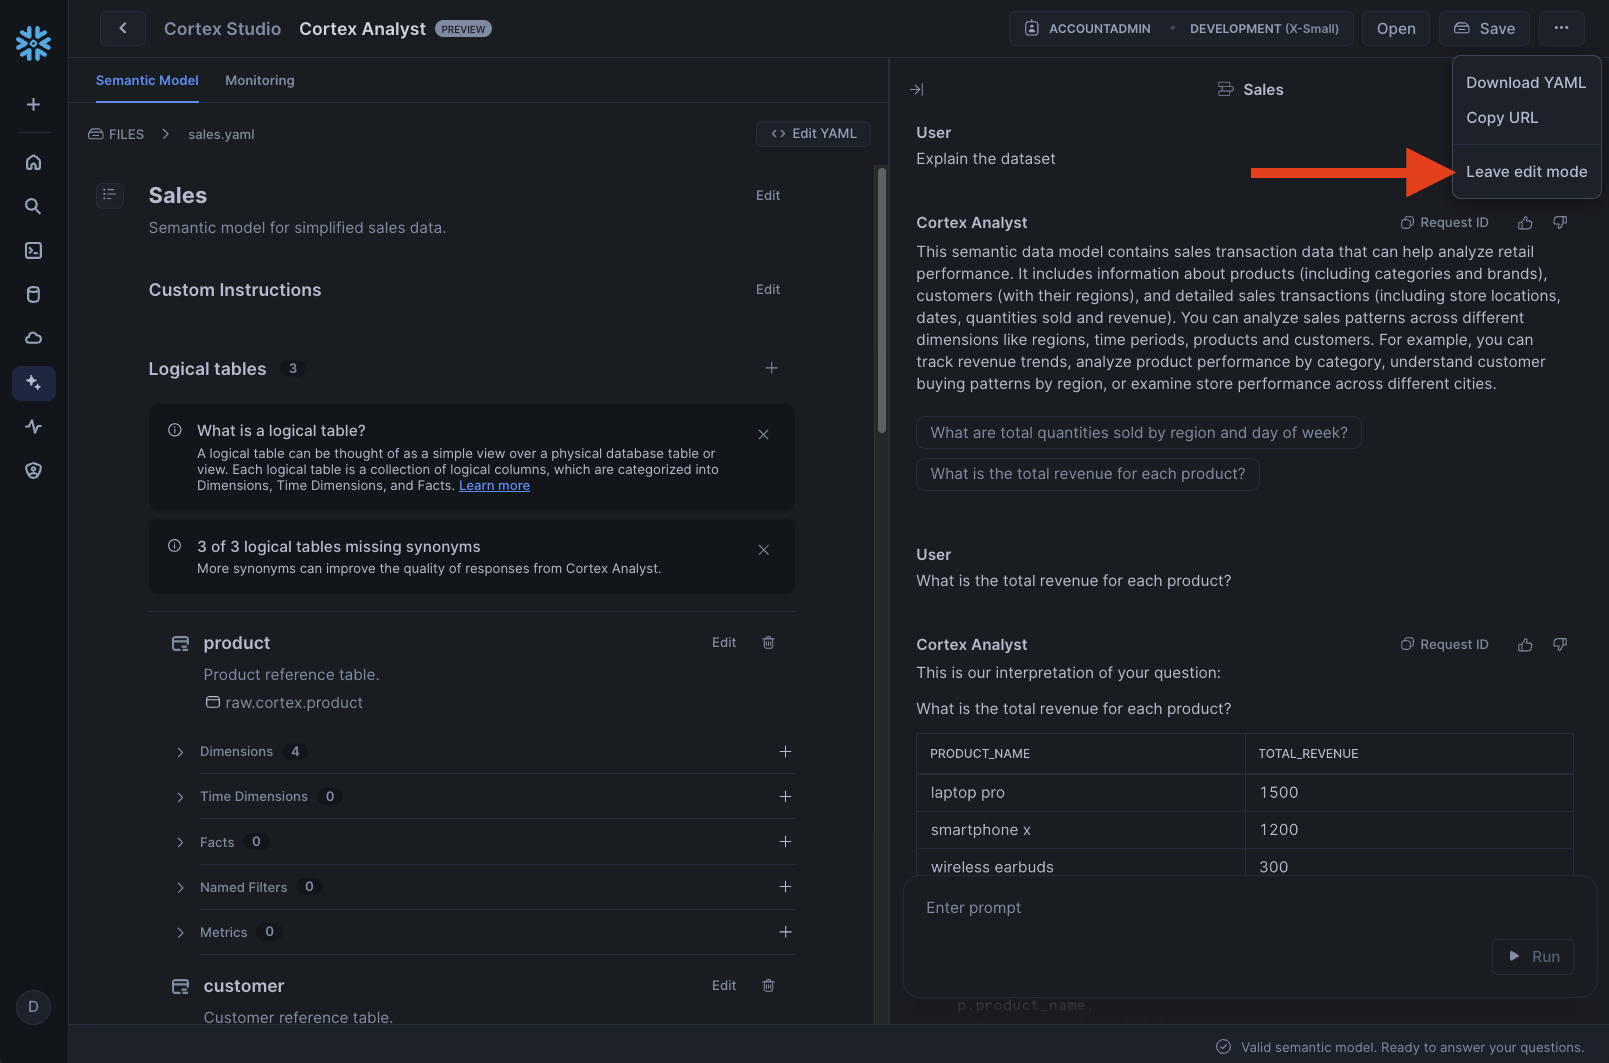 Cortex Studio
Cortex Analyst
PREVIEW
ACCOUNTADMIN
DEVELOPMENT (X-Small)
Open
Save
Download YAML
Copy URL
Leave edit mode
Semantic Model
Monitoring
FILES
sales.yaml
Edit YAML
Sales
Edit
Semantic model for simplified sales data.
Custom Instructions
Edit
Logical tables 3
What is a logical table?
A logical table can be thought of as a simple view over a physical database table or
view. Each logical table is a collection of logical columns, which are categorized into
Dimensions, Time Dimensions, and Facts. Learn more
3 of 3 logical tables missing synonyms
More synonyms can improve the quality of responses from Cortex Analyst.
product
Edit
Product reference table.
raw.cortex.product
Dimensions 4
Time Dimensions 0
Facts 0
Named Filters 0
Metrics 0
customer
Edit
Customer reference table.
D
Sales
User
Explain the dataset
Cortex Analyst
Request ID
This semantic data model contains sales transaction data that can help analyze retail
performance. It includes information about products (including categories and brands),
customers (with their regions), and detailed sales transactions (including store locations,
dates, quantities sold and revenue). You can analyze sales patterns across different
dimensions like regions, time periods, products and customers. For example, you can
track revenue trends, analyze product performance by category, understand customer
buying patterns by region, or examine store performance across different cities.
What are total quantities sold by region and day of week?
What is the total revenue for each product?
User
What is the total revenue for each product?
Cortex Analyst
Request ID
This is our interpretation of your question:
What is the total revenue for each product?
PRODUCT_NAME TOTAL_REVENUE
laptop pro 1500
smartphone x 1200
wireless earbuds 300
Enter prompt
Run
p.product_name,
Valid semantic model. Ready to answer your questions.